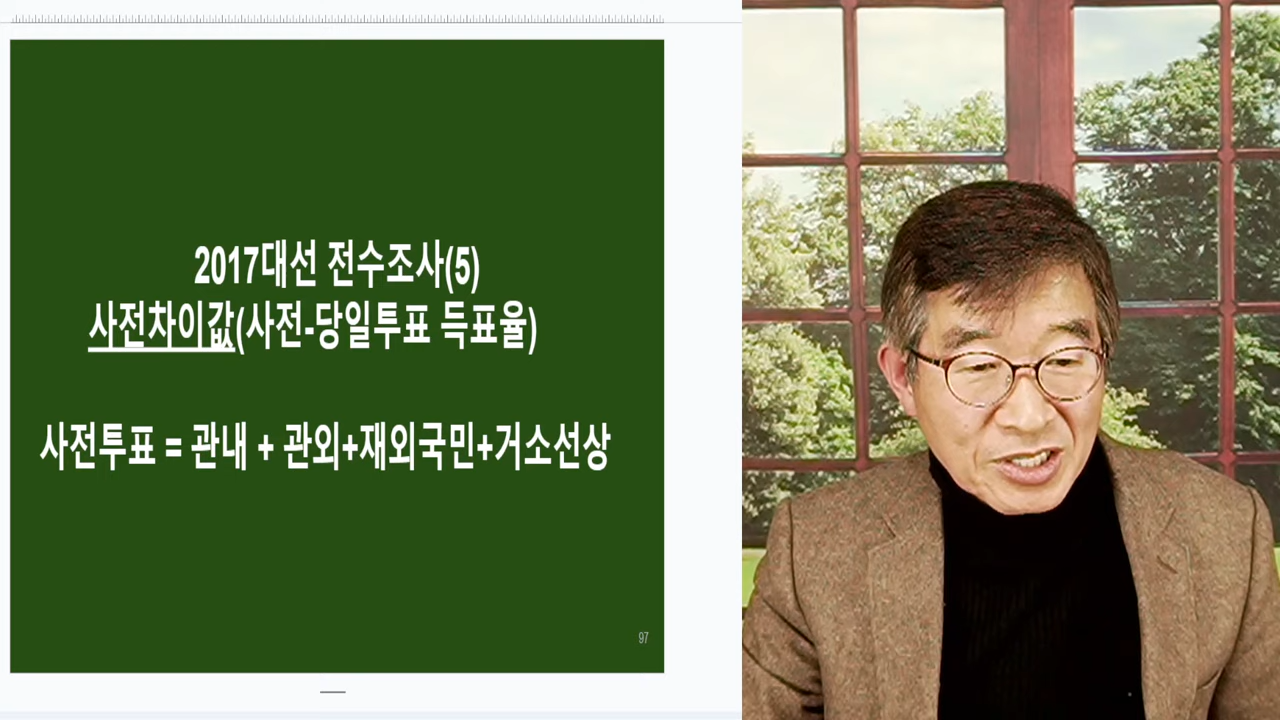 2017대선 전수조사(5)
사전차이값(사전-당일투표 득표율)
사전투표 = 관내 + 관외+재외국민+거소선상
97